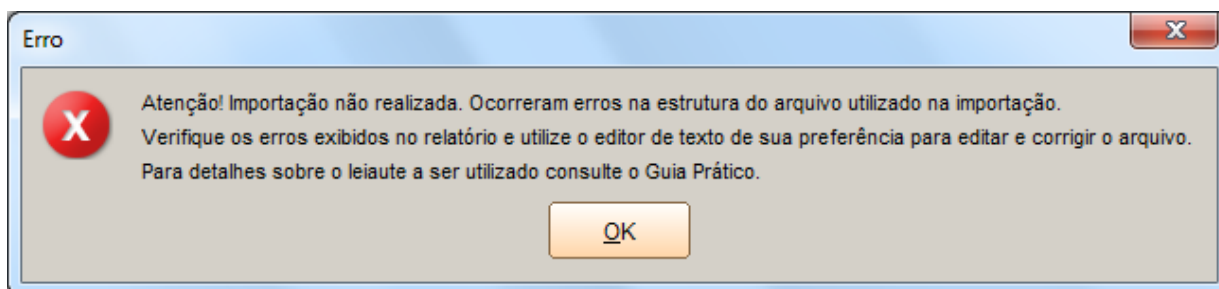 Erro
Atenção! Importação não realizada. Ocorreram erros na estrutura do arquivo utilizado na importação.
Verifique os erros exibidos no relatório e utilize o editor de texto de sua preferência para editar e corrigir o arquivo.
Para detalhes sobre o leiaute a ser utilizado consulte o Guia Prático.
OK